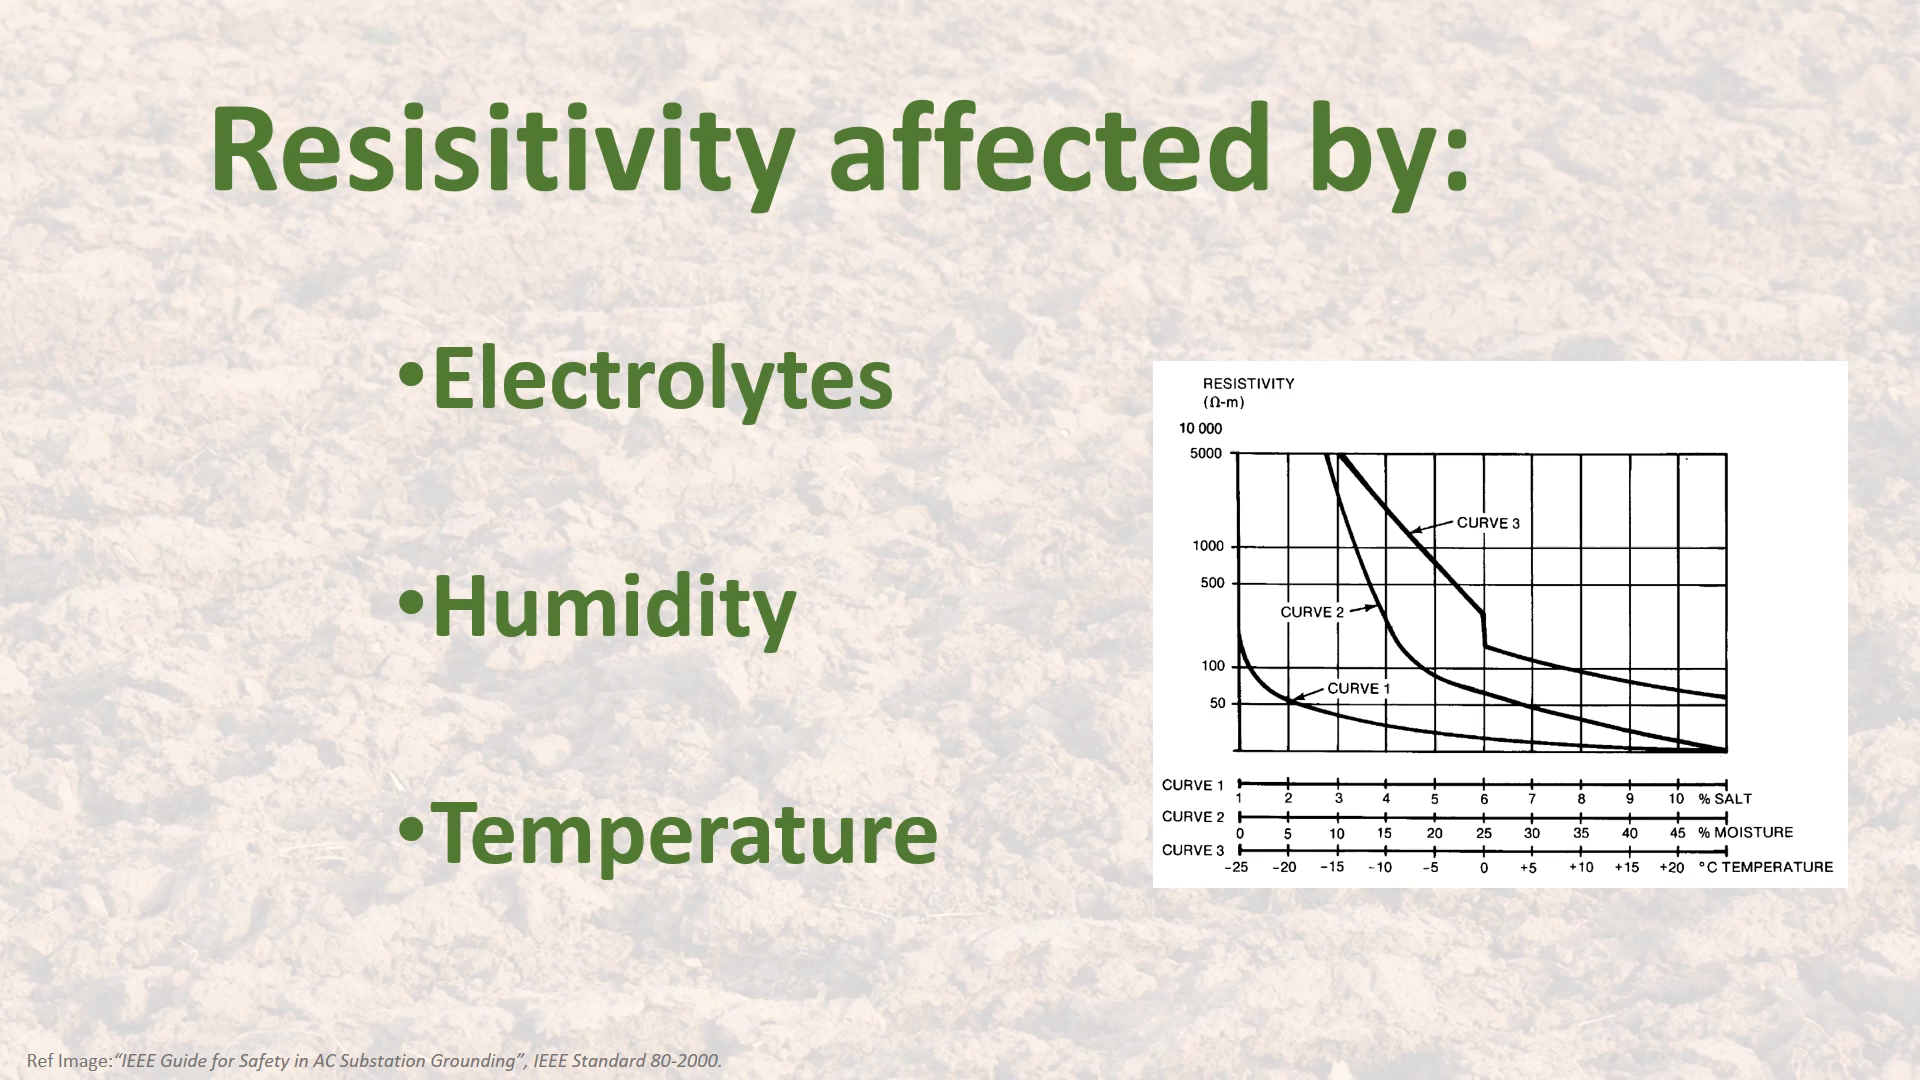 Resisitivity affected by:
•Electrolytes
•Humidity
•Temperature
RESISTIVITY
(Ω-m)
10 000
5000
1000
500
100
50
CURVE 3
CURVE 2
CURVE 1
CURVE 1
1 2 3 4 5 6 7 8 9 10 % SALT
CURVE 2
0 5 10 15 20 25 30 35 40 45 % MOISTURE
CURVE 3
-25 -20 -15 -10 -5 0 +5 +10 +15 +20 °C TEMPERATURE
Ref Image:“IEEE Guide for Safety in AC Substation Grounding”, IEEE Standard 80-2000.